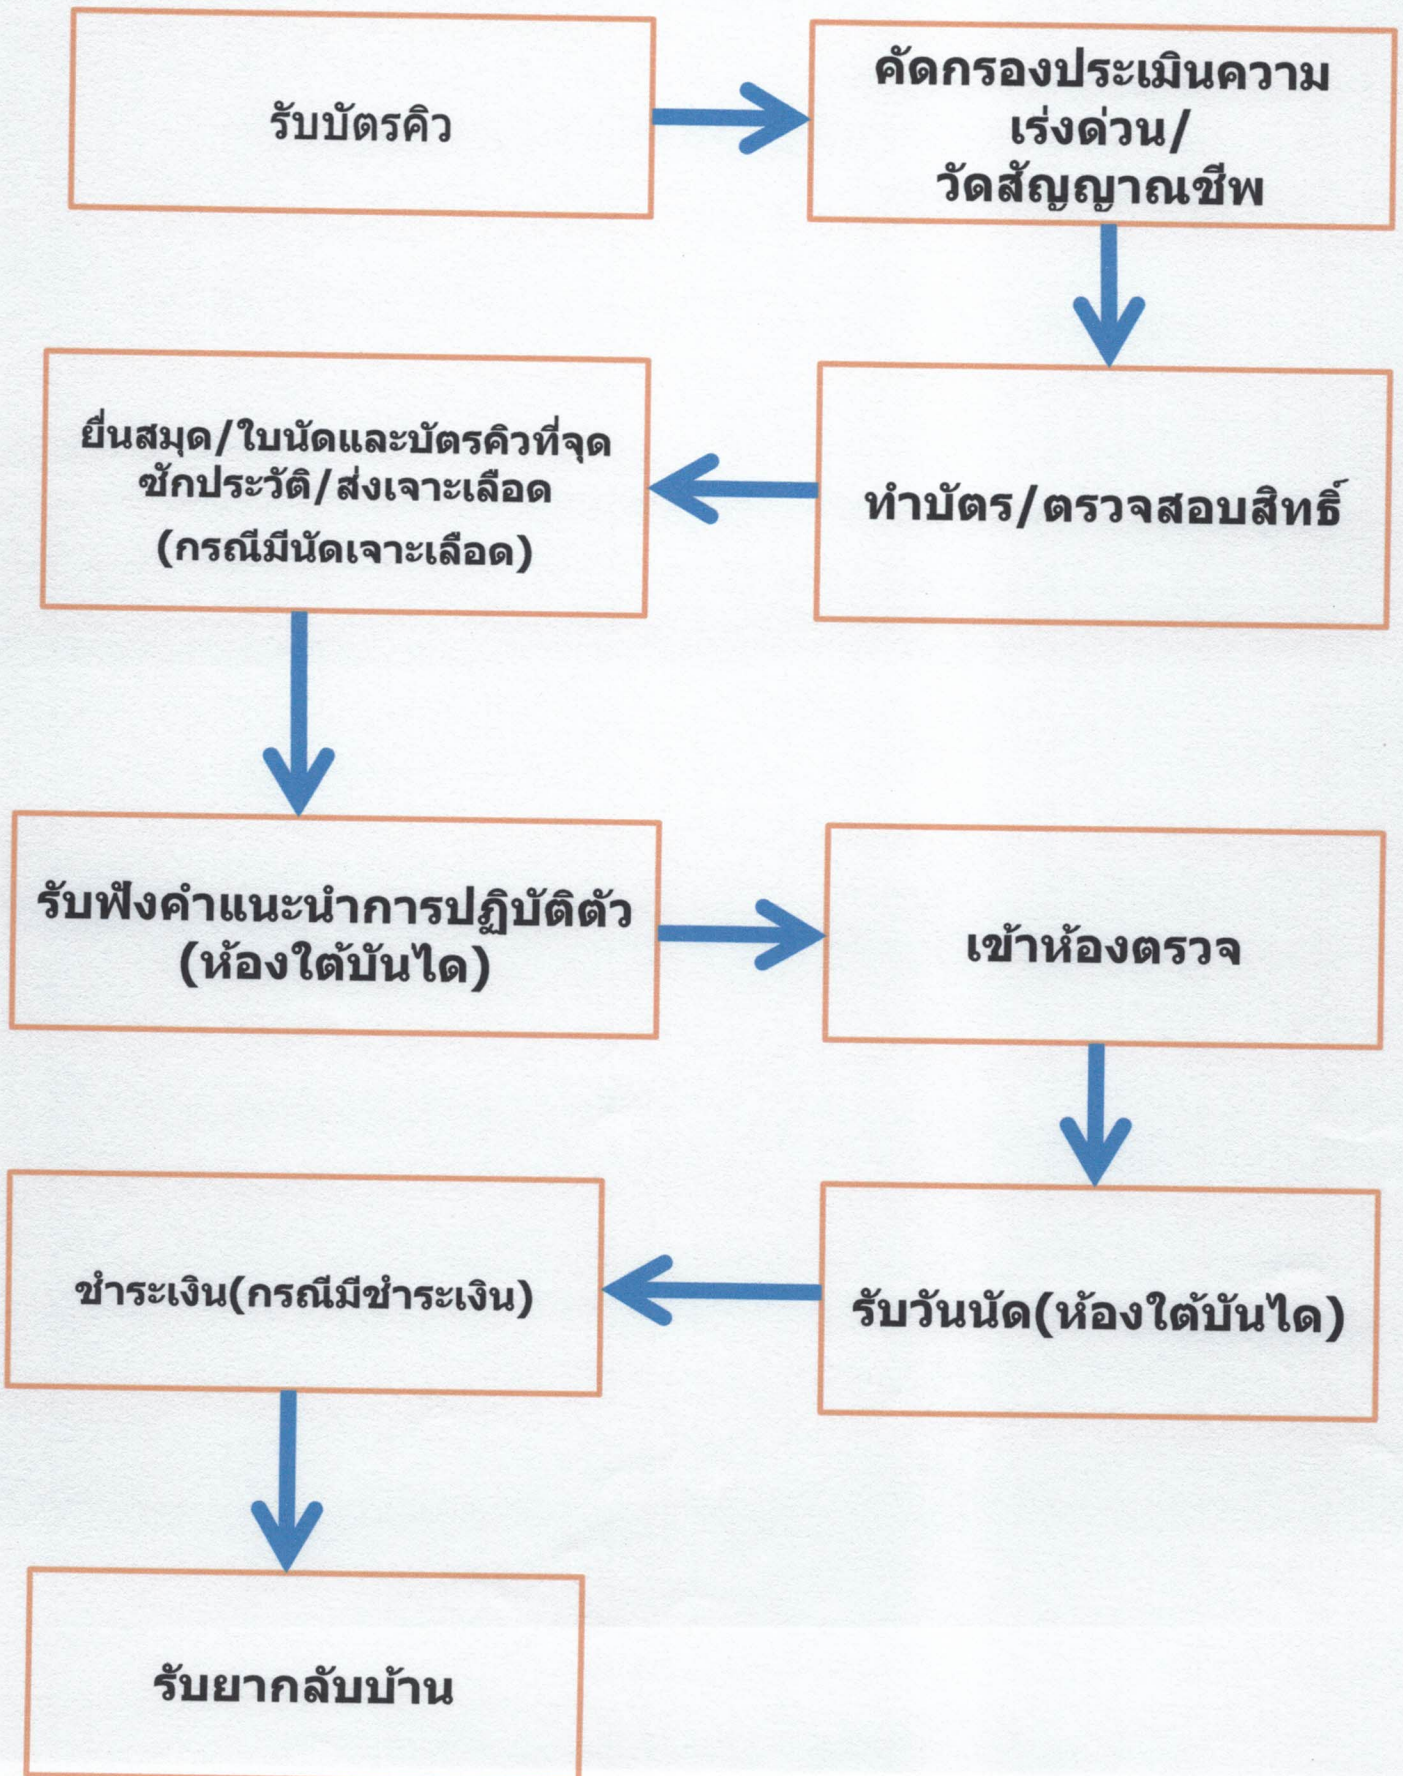 รับบัตรคิว
คัดกรองประเมินความ
เร่งด่วน/
วัดสัญญาณชีพ
ทำบัตร/ตรวจสอบสิทธิ์
ยื่นสมุด/ใบนัดและบัตรคิวที่จุด
ซักประวัติ/ส่งเจาะเลือด
(กรณีมีนัดเจาะเลือด)
รับฟังคำแนะนำการปฏิบัติตัว
(ห้องใต้บันได)
เข้าห้องตรวจ
รับวันนัด(ห้องใต้บันได)
ชำระเงิน(กรณีมีชำระเงิน)
รับยากลับบ้าน